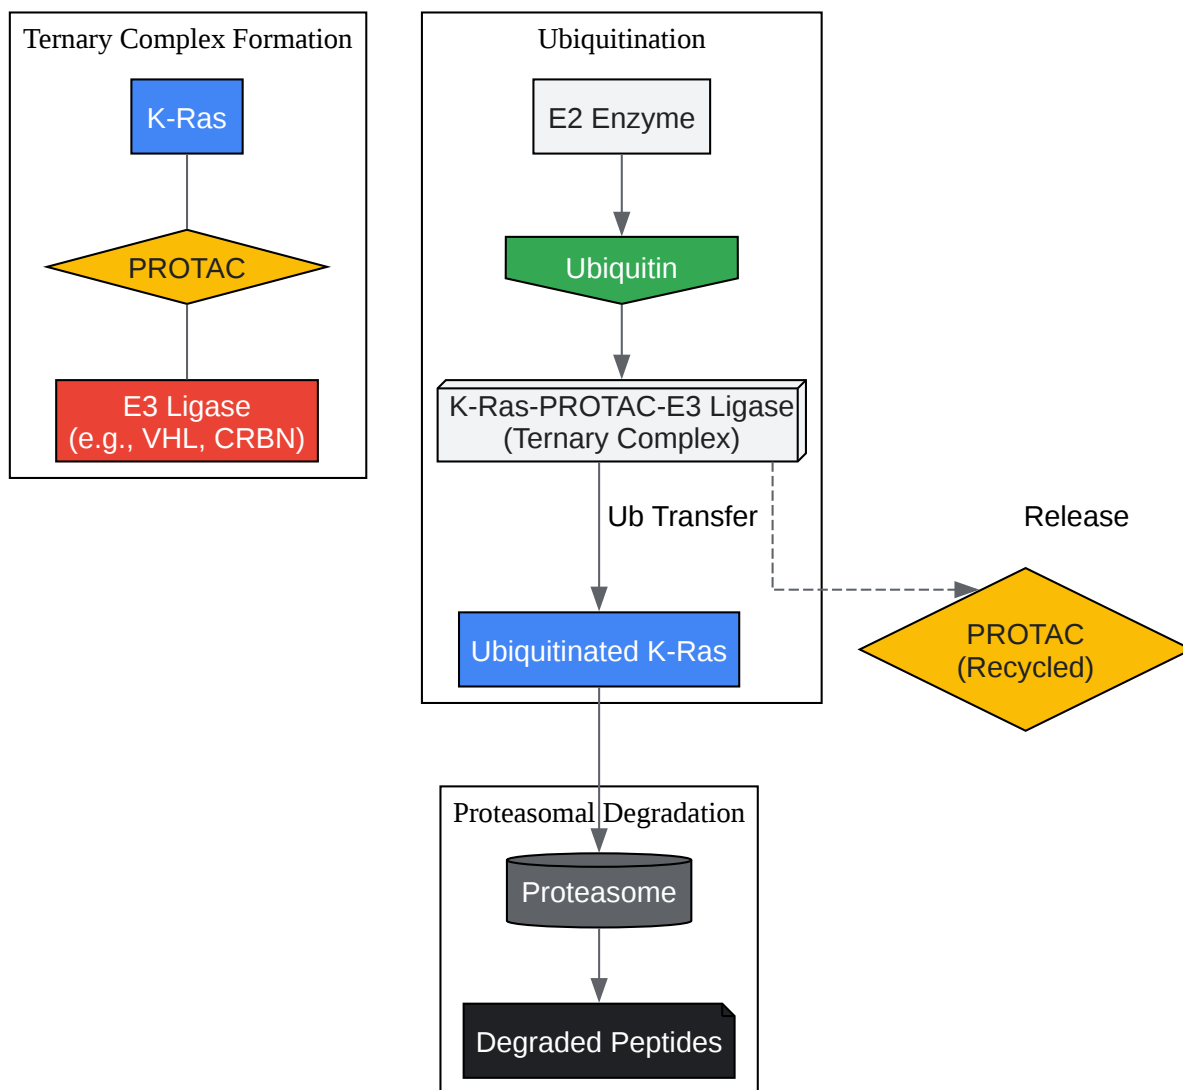 Ternary Complex Formation
K-Ras
PROTAC
E3 Ligase
(e.g., VHL, CRBN)
Ubiquitination
E2 Enzyme
Ubiquitin
K-Ras-PROTAC-E3 Ligase
(Ternary Complex)
Ub Transfer
Release
PROTAC
(Recycled)
Ubiquitinated K-Ras
Proteasomal Degradation
Proteasome
Degraded Peptides